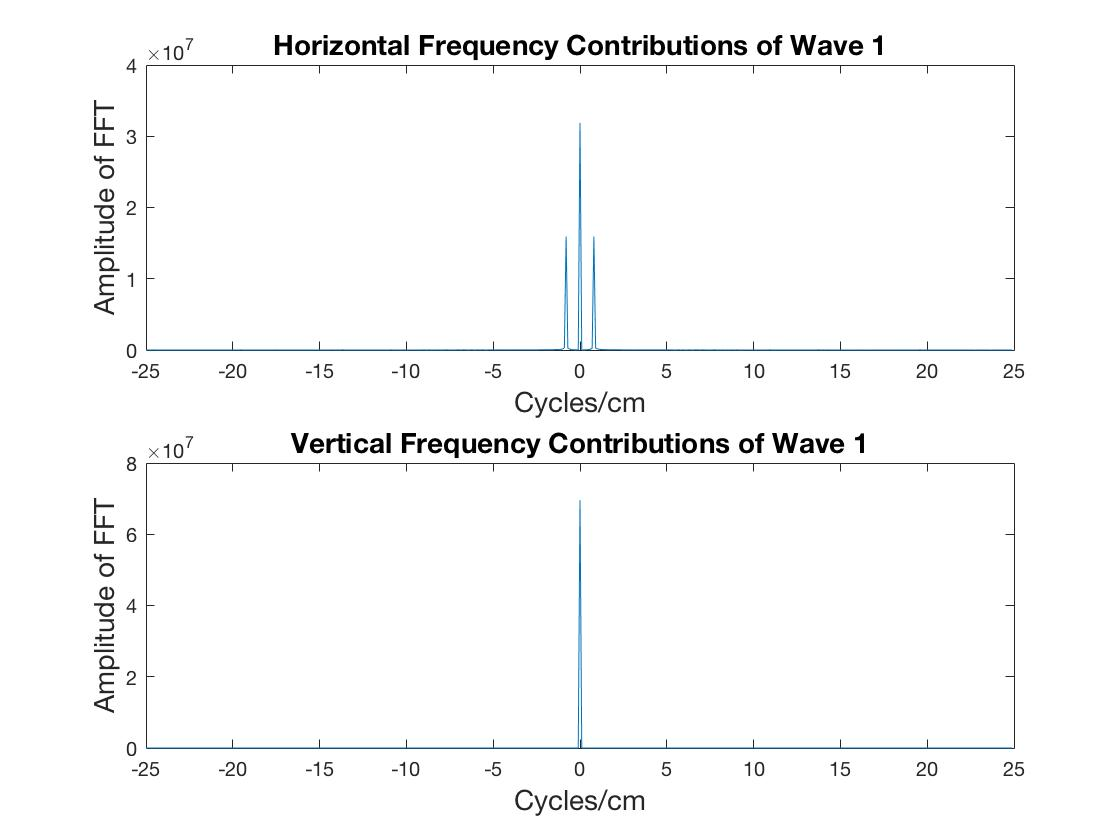 Horizontal Frequency Contributions of Wave 1
×10^7
4
3
2
1
0
Amplitude of FFT
-25 -20 -15 -10 -5 0 5 10 15 20 25
Cycles/cm
Vertical Frequency Contributions of Wave 1
×10^7
8
6
4
2
0
Amplitude of FFT
-25 -20 -15 -10 -5 0 5 10 15 20 25
Cycles/cm